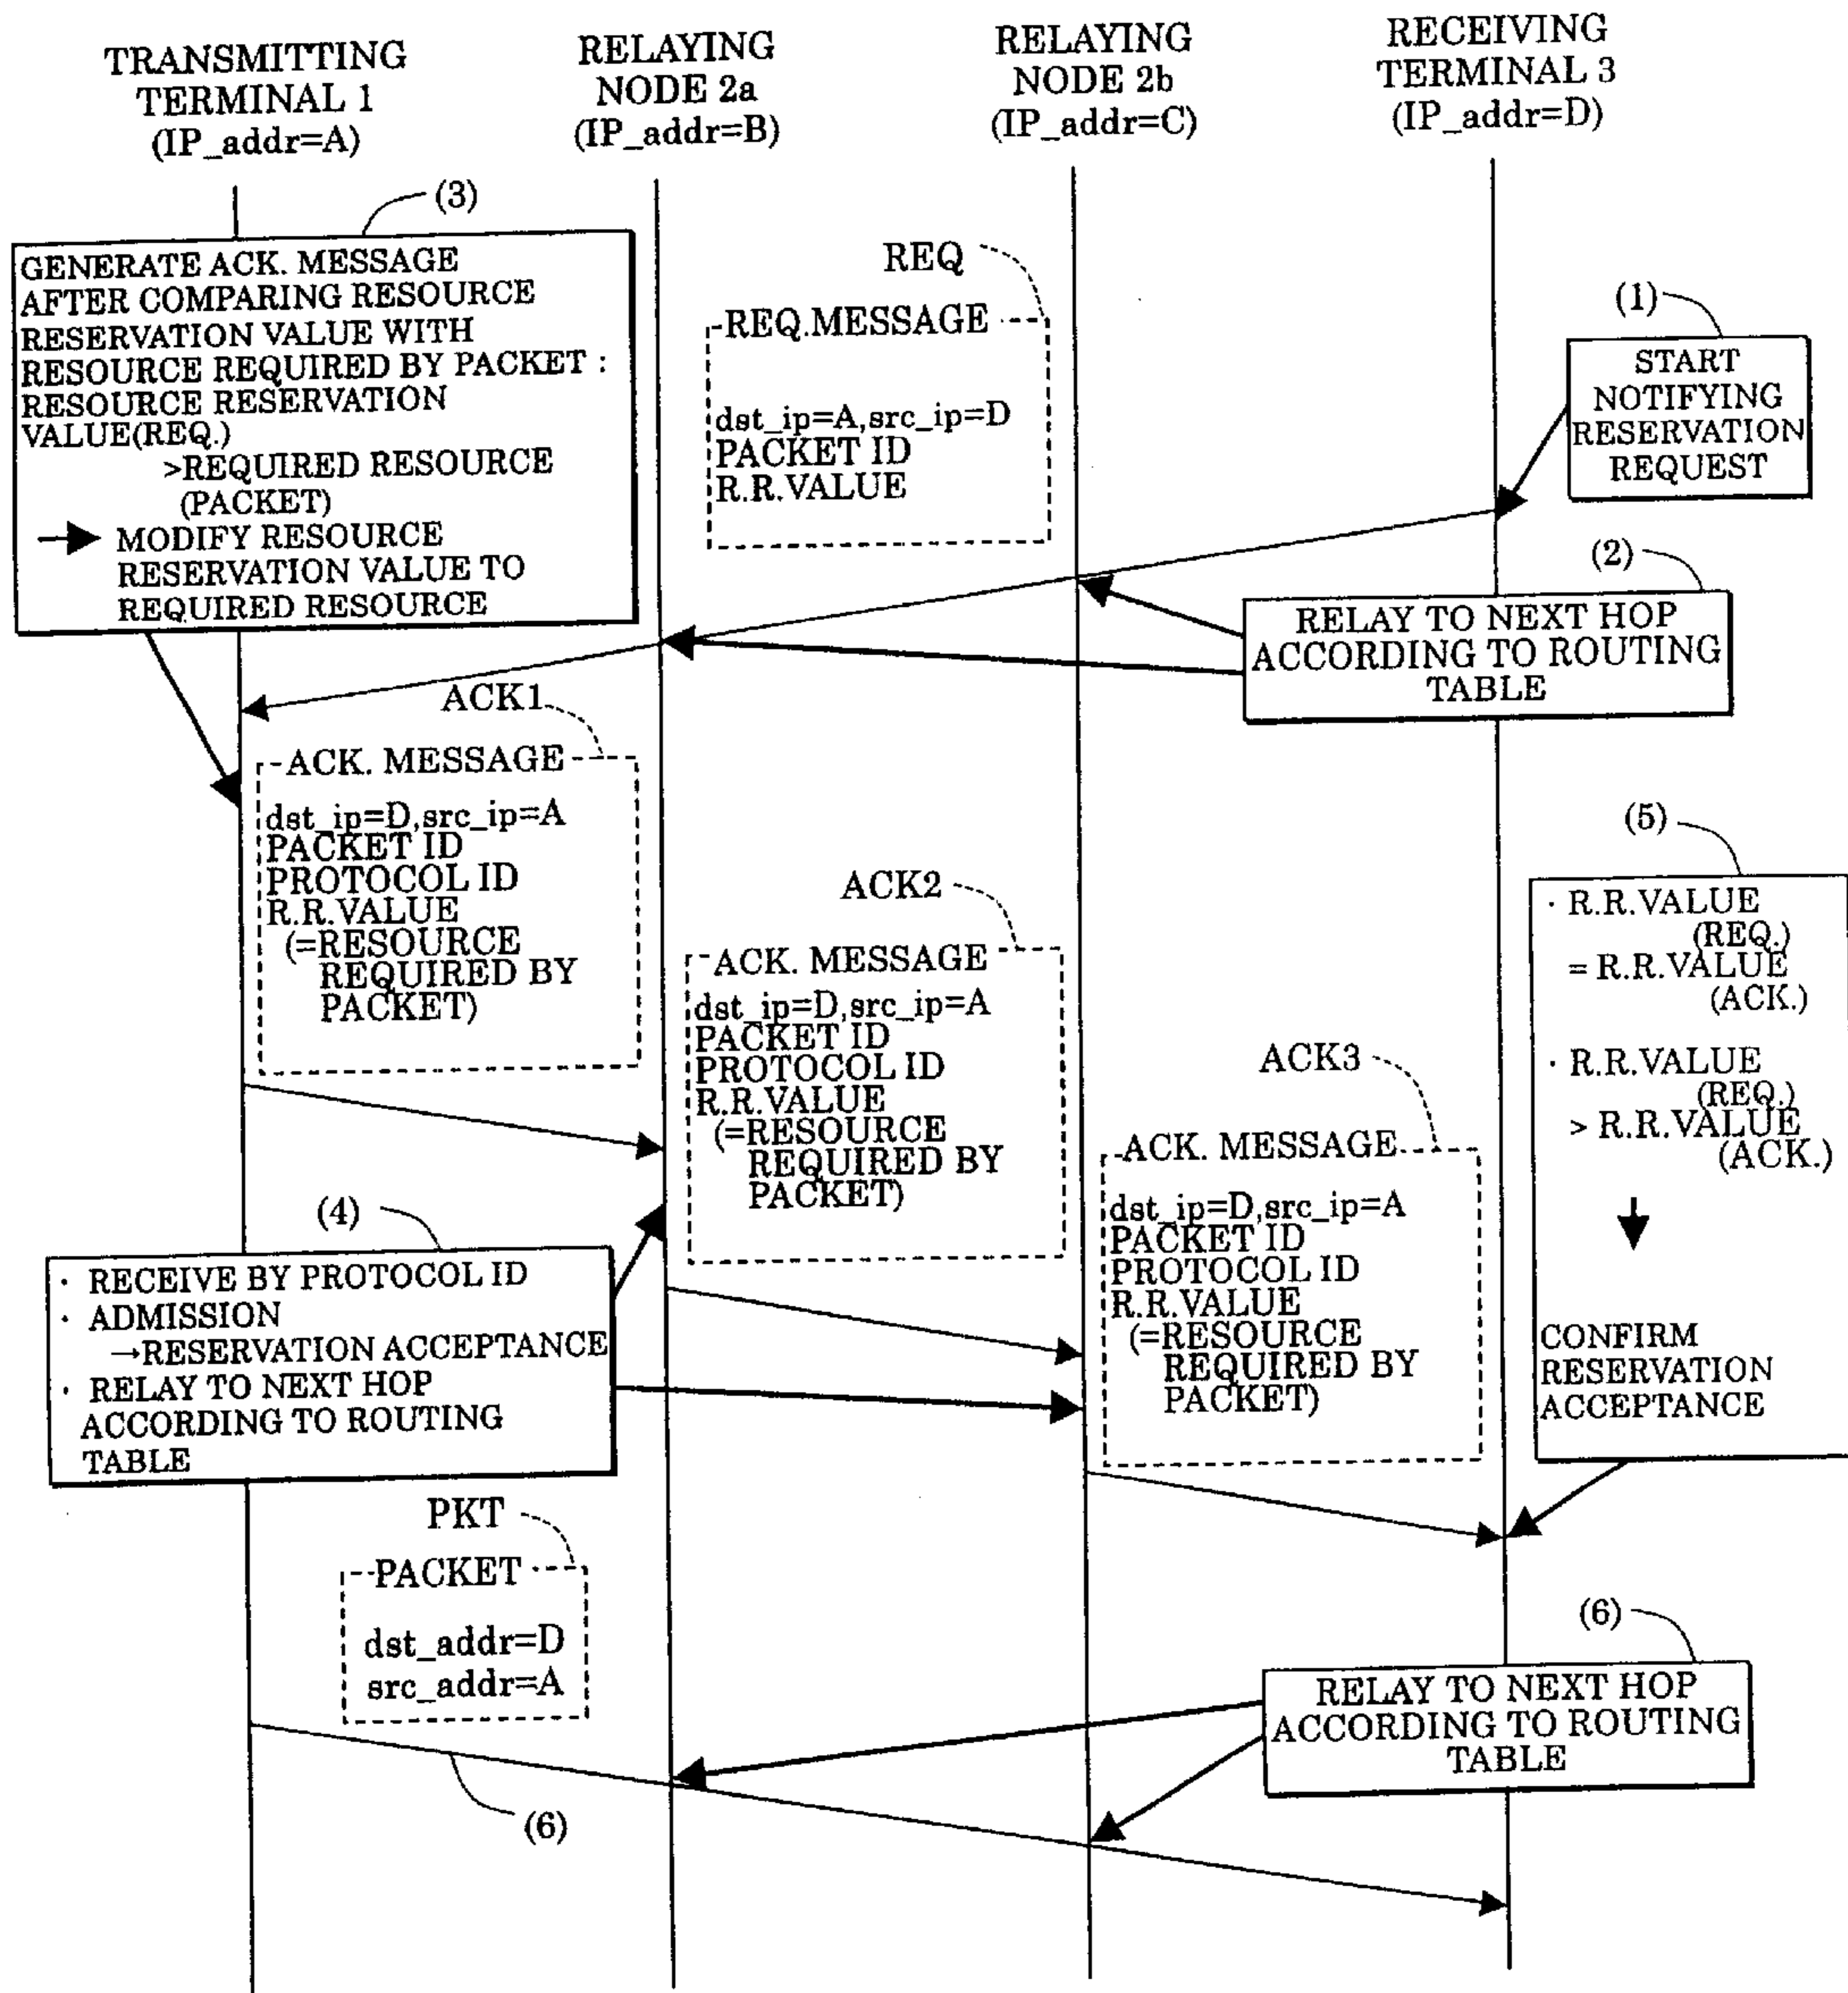 TRANSMITTING
TERMINAL 1
(IP_addr=A)
RELAYING
NODE 2a
(IP_addr=B)
RELAYING
NODE 2b
(IP_addr=C)
RECEIVING
TERMINAL 3
(IP_addr=D)
(3)
GENERATE ACK. MESSAGE
AFTER COMPARING RESOURCE
RESERVATION VALUE WITH
RESOURCE REQUIRED BY PACKET :
RESOURCE RESERVATION
VALUE(REQ.)
>REQUIRED RESOURCE
(PACKET)
MODIFY RESOURCE
RESERVATION VALUE TO
REQUIRED RESOURCE
REQ
REQ.MESSAGE
dst_ip=A,src_ip=D
PACKET ID
R.R.VALUE
(1)
START
NOTIFYING
RESERVATION
REQUEST
(2)
RELAY TO NEXT HOP
ACCORDING TO ROUTING
TABLE
ACK1
ACK. MESSAGE
dst_ip=D,src_ip=A
PACKET ID
PROTOCOL ID
R.R.VALUE
(=RESOURCE
REQUIRED BY
PACKET)
ACK2
ACK. MESSAGE
dst_ip=D,src_ip=A
PACKET ID
PROTOCOL ID
R.R.VALUE
(=RESOURCE
REQUIRED BY
PACKET)
ACK3
ACK. MESSAGE
dst_ip=D,src_ip=A
PACKET ID
PROTOCOL ID
R.R.VALUE
(=RESOURCE
REQUIRED BY
PACKET)
(5)
· R.R.VALUE
(REQ.)
= R.R.VALUE
(ACK.)
· R.R.VALUE
(REQ.)
> R.R.VALUE
(ACK.)
CONFIRM
RESERVATION
ACCEPTANCE
(4)
· RECEIVE BY PROTOCOL ID
· ADMISSION
→RESERVATION ACCEPTANCE
· RELAY TO NEXT HOP
ACCORDING TO ROUTING
TABLE
PKT
PACKET
dst_addr=D
src_addr=A
(6)
(6)
RELAY TO NEXT HOP
ACCORDING TO ROUTING
TABLE